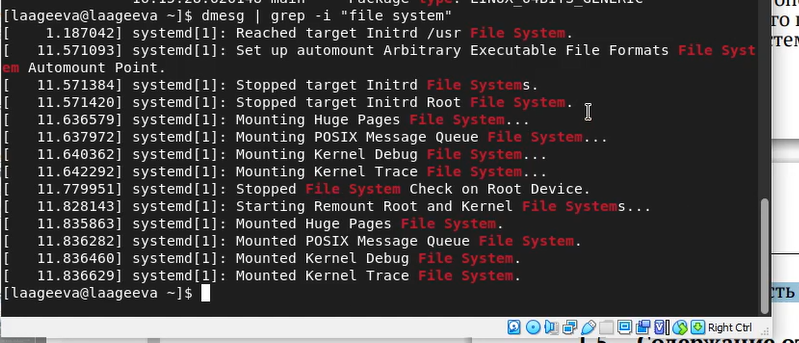 [laageeva@laageeva ~]$ dmesg | grep -i "file system"
[    1.187042] systemd[1]: Reached target Initrd /usr File System.
[   11.571093] systemd[1]: Set up automount Arbitrary Executable File Formats File Syst
em Automount Point.
[   11.571384] systemd[1]: Stopped target Initrd File Systems.
[   11.571420] systemd[1]: Stopped target Initrd Root File System.
[   11.636579] systemd[1]: Mounting Huge Pages File System...
[   11.637972] systemd[1]: Mounting POSIX Message Queue File System...
[   11.640362] systemd[1]: Mounting Kernel Debug File System...
[   11.642292] systemd[1]: Mounting Kernel Trace File System...
[   11.779951] systemd[1]: Stopped File System Check on Root Device.
[   11.828143] systemd[1]: Starting Remount Root and Kernel File Systems...
[   11.835863] systemd[1]: Mounted Huge Pages File System.
[   11.836282] systemd[1]: Mounted POSIX Message Queue File System.
[   11.836460] systemd[1]: Mounted Kernel Debug File System.
[   11.836629] systemd[1]: Mounted Kernel Trace File System.
[laageeva@laageeva ~]$
Right Ctrl